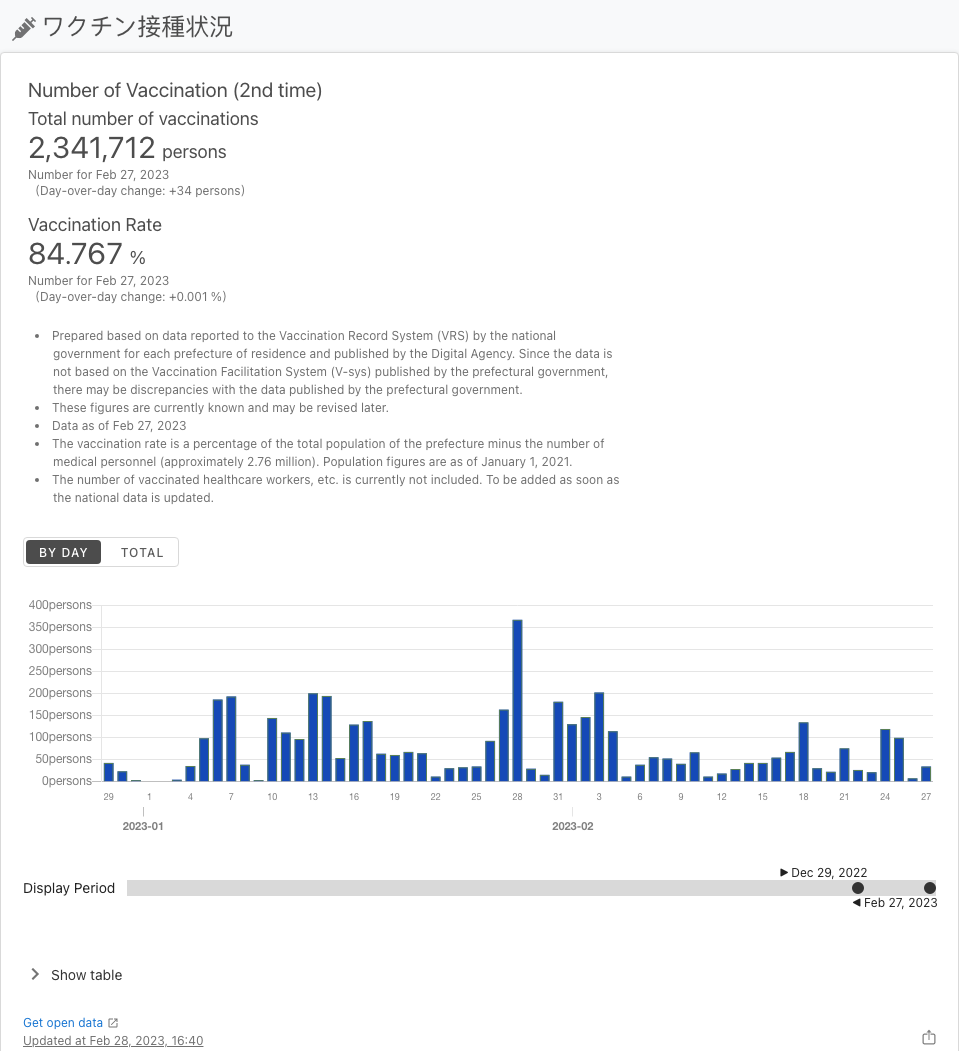 ワクチン接種状況
Number of Vaccination (2nd time)
Total number of vaccinations
2,341,712 persons
Number for Feb 27, 2023
(Day-over-day change: +34 persons)
Vaccination Rate
84.767 %
Number for Feb 27, 2023
(Day-over-day change: +0.001 %)
• Prepared based on data reported to the Vaccination Record System (VRS) by the national
government for each prefecture of residence and published by the Digital Agency. Since the data is
not based on the Vaccination Facilitation System (V-sys) published by the prefectural government,
there may be discrepancies with the data published by the prefectural government.
• These figures are currently known and may be revised later.
• Data as of Feb 27, 2023
• The vaccination rate is a percentage of the total population of the prefecture minus the number of
medical personnel (approximately 2.76 million). Population figures are as of January 1, 2021.
• The number of vaccinated healthcare workers, etc. is currently not included. To be added as soon as
the national data is updated.
BY DAY TOTAL
400persons
350persons
300persons
250persons
200persons
150persons
100persons
50persons
0persons
29 1 4 7 10 13 16 19 22 25 28 31 3 6 9 12 15 18 21 24 27
2023-01 2023-02
Dec 29, 2022
Display Period
Feb 27, 2023
Show table
Get open data
Updated at Feb 28, 2023, 16:40